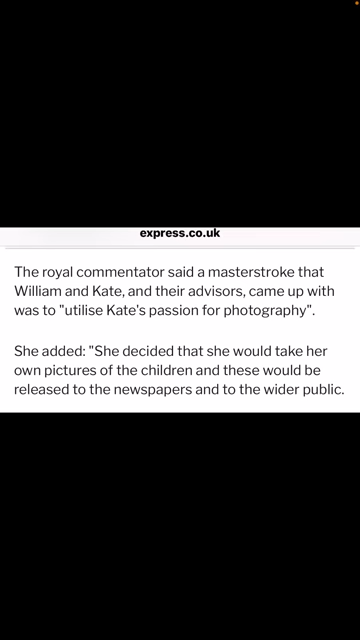 express.co.uk
The royal commentator said a masterstroke that
William and Kate, and their advisors, came up with
was to "utilise Kate's passion for photography".
She added: "She decided that she would take her
own pictures of the children and these would be
released to the newspapers and to the wider public.